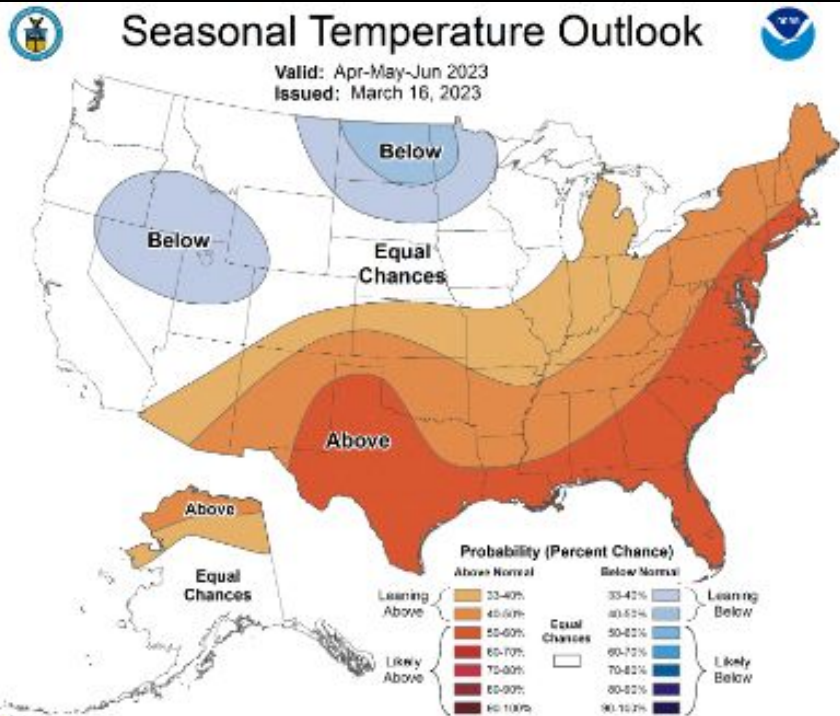 Seasonal Temperature Outlook
Valid: Apr-May-Jun 2023
Issued: March 16, 2023
Below
Below
Equal
Chances
Above
Above
Equal
Chances
Probability (Percent Chance)
Above Normal
Below Normal
Leaning
Above
33-40%
40-50%
Likely
Above
50-60%
60-70%
70-80%
80-90%
Equal
Chances
33-40%
40-50%
Leaning
Below
50-60%
60-70%
70-80%
80-90%
90-100%
Likely
Below